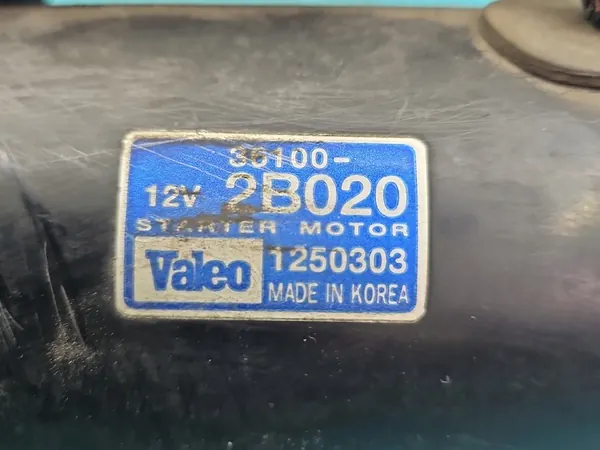 36100-
12V 2B020
STARTER MOTOR
Valeo 1250303
MADE IN KOREA